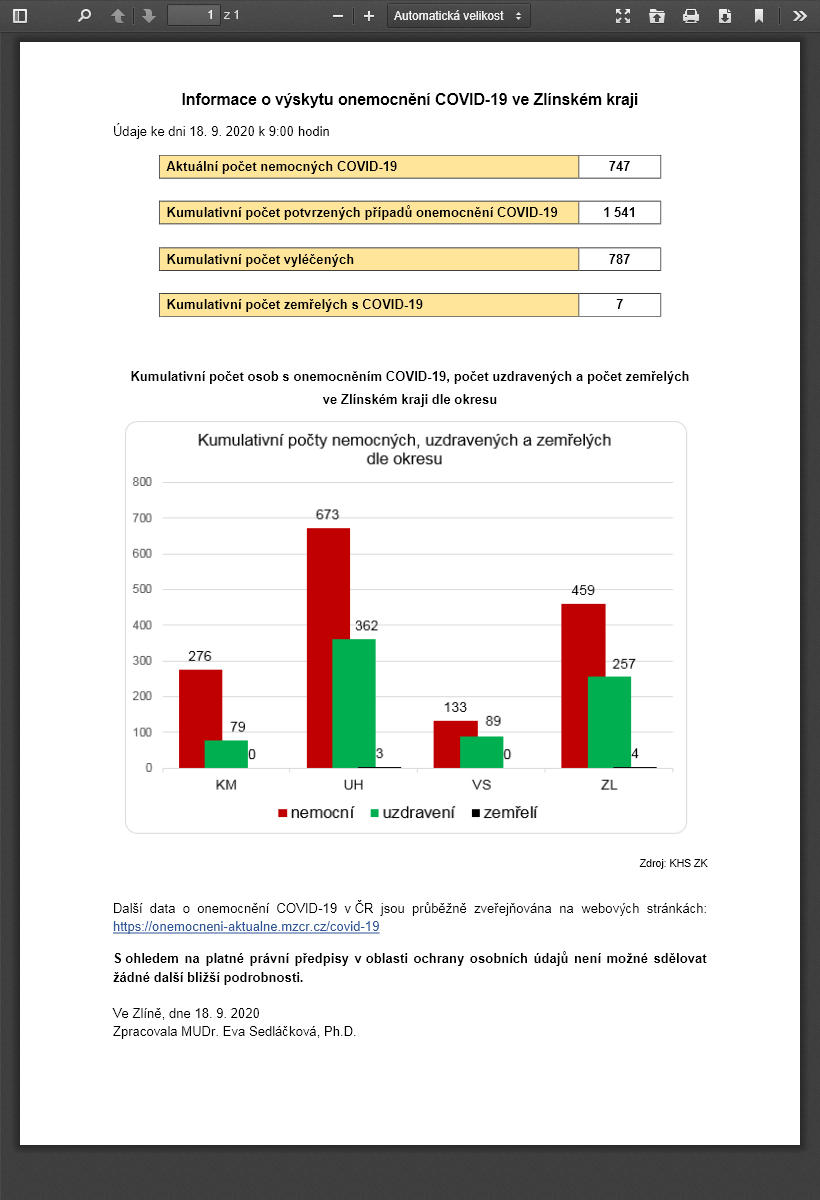 1 z 1
Automatická velikost
Informace o výskytu onemocnění COVID-19 ve Zlínském kraji
Údaje ke dni 18. 9. 2020 k 9:00 hodin
Aktuální počet nemocných COVID-19 747
Kumulativní počet potvrzených případů onemocnění COVID-19 1 541
Kumulativní počet vyléčených 787
Kumulativní počet zemřelých s COVID-19 7
Kumulativní počet osob s onemocněním COVID-19, počet uzdravených a počet zemřelých
ve Zlínském kraji dle okresu
Kumulativní počty nemocných, uzdravených a zemřelých
dle okresu
800
700
600
500
400
300
200
100
0
276
79
0
673
362
3
133
89
0
459
257
4
KM UH VS ZL
nemocní uzdravení zemřelí
Zdroj: KHS ZK
Další data o onemocnění COVID-19 v ČR jsou průběžně zveřejňována na webových stránkách:
https://onemocneni-aktualne.mzcr.cz/covid-19
S ohledem na platné právní předpisy v oblasti ochrany osobních údajů není možné sdělovat
žádné další bližší podrobnosti.
Ve Zlíně, dne 18. 9. 2020
Zpracovala MUDr. Eva Sedláčková, Ph.D.